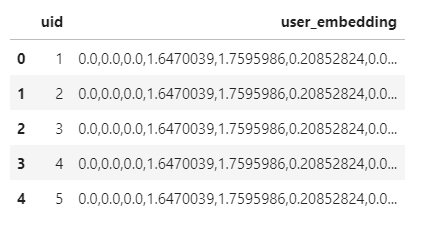 uid user_embedding
0 1 0.0,0.0,0.0,1.6470039,1.7595986,0.20852824,0.0...
1 2 0.0,0.0,0.0,1.6470039,1.7595986,0.20852824,0.0...
2 3 0.0,0.0,0.0,1.6470039,1.7595986,0.20852824,0.0...
3 4 0.0,0.0,0.0,1.6470039,1.7595986,0.20852824,0.0...
4 5 0.0,0.0,0.0,1.6470039,1.7595986,0.20852824,0.0...